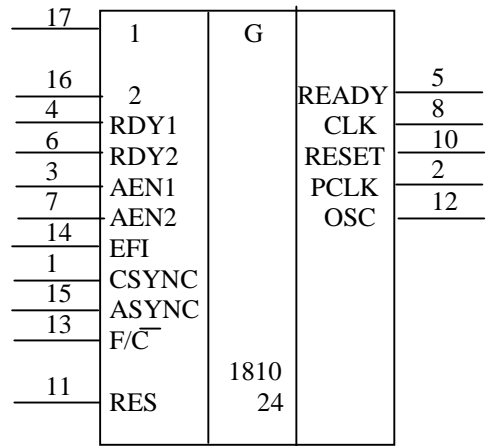 17 1 G
16 2 READY 5
4 RDY1 CLK 8
6 RDY2 RESET 10
3 AEN1 PCLK 2
7 AEN2 OSC 12
14 EFI
1 CSYNC
15 ASYNC
13 F/C̅
1810
11 RES 24